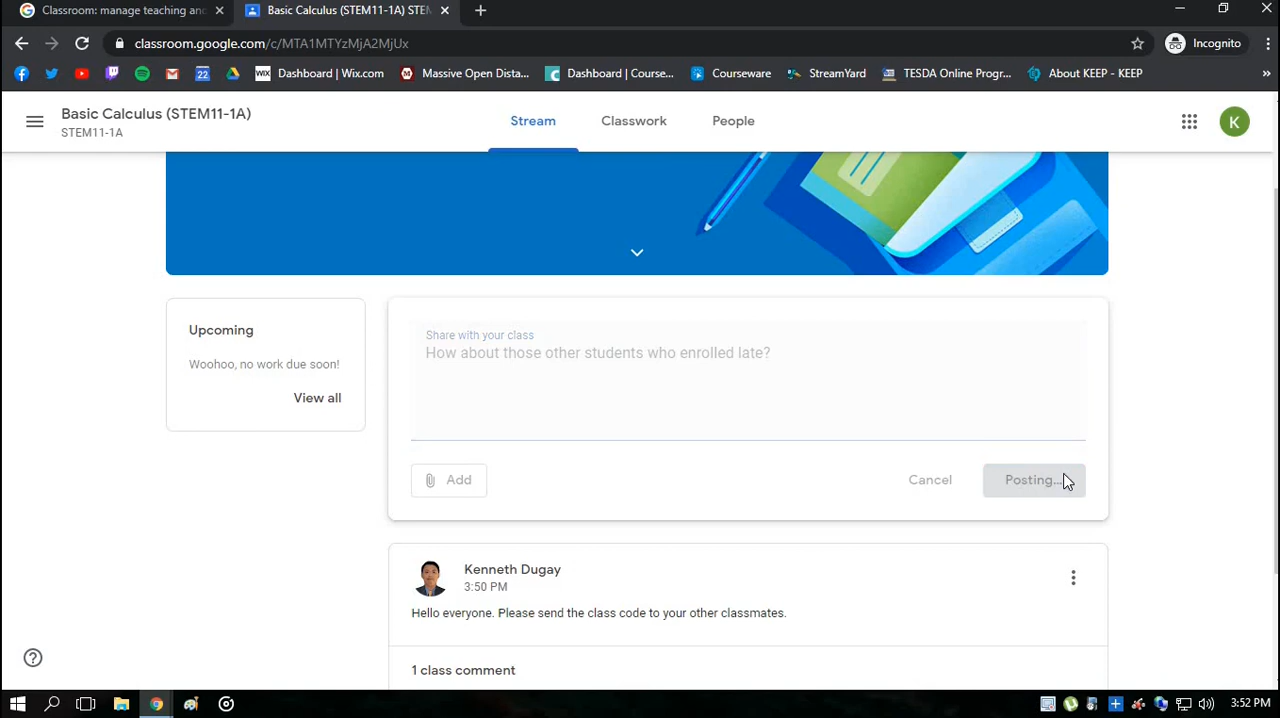 Classroom: manage teaching and
Basic Calculus (STEM11-1A) STEM
classroom.google.com/c/MTA1MTYzMjA2MjUx
Incognito
22
WIX Dashboard | Wix.com
Massive Open Dista...
Dashboard | Course...
Courseware
StreamYard
TESDA Online Progr...
About KEEP - KEEP
»
Basic Calculus (STEM11-1A)
STEM11-1A
Stream
Classwork
People
K
Upcoming
Woohoo, no work due soon!
View all
Share with your class
How about those other students who enrolled late?
Add
Cancel
Posting...
Kenneth Dugay
3:50 PM
Hello everyone. Please send the class code to your other classmates.
1 class comment
3:52 PM